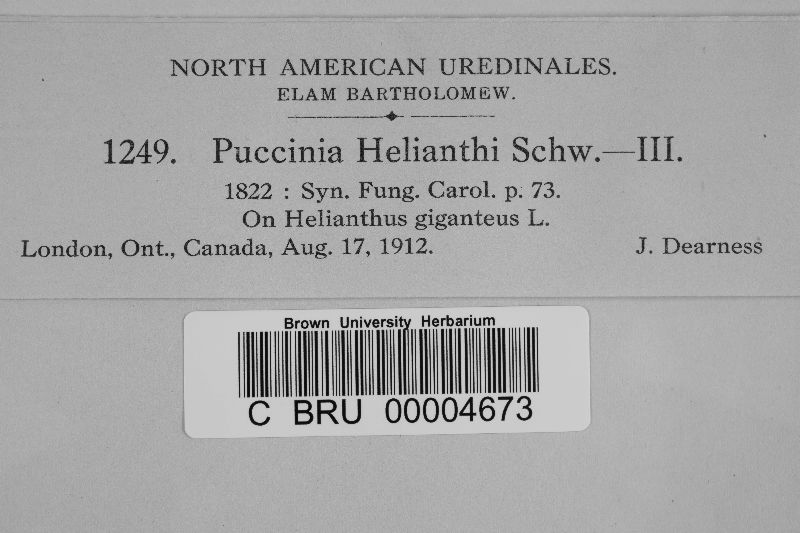 NORTH AMERICAN UREDINALES.
ELAM BARTHOLOMEW.
1249. Puccinia Helianthi Schw.—III.
1822 : Syn. Fung. Carol. p. 73.
On Helianthus giganteus L.
London, Ont., Canada, Aug. 17, 1912. J. Dearness
Brown University Herbarium
C BRU 00004673